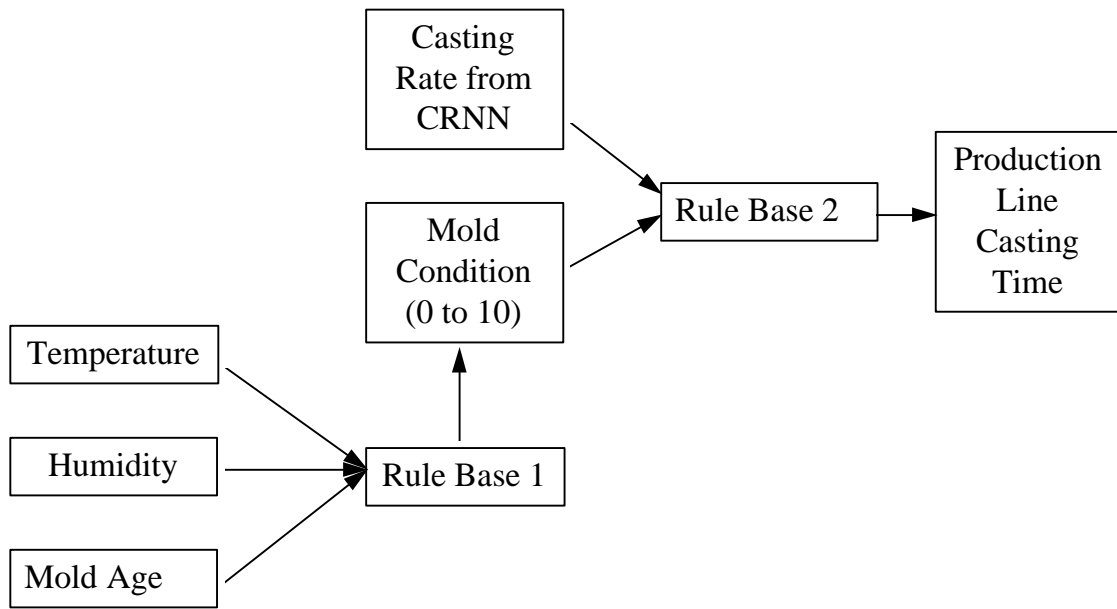 Casting
Rate from
CRNN
Production
Line
Casting
Time
Rule Base 2
Mold
Condition
(0 to 10)
Temperature
Humidity
Rule Base 1
Mold Age